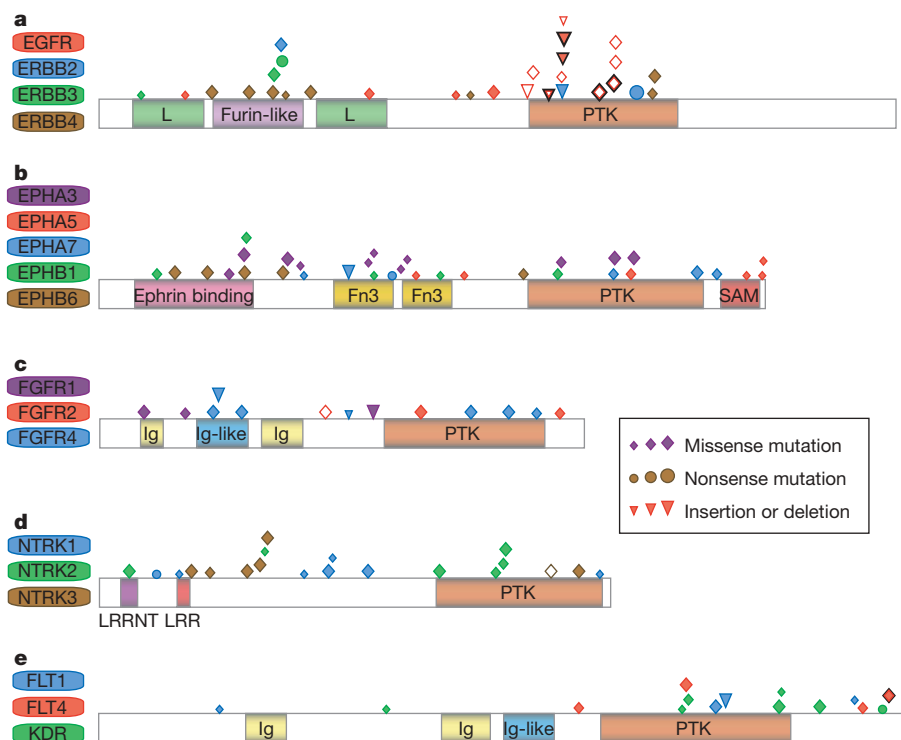 a
EGFR
ERBB2
ERBB3
ERBB4
L
Furin-like
L
PTK
b
EPHA3
EPHA5
EPHA7
EPHB1
EPHB6
Ephrin binding
Fn3
Fn3
PTK
SAM
c
FGFR1
FGFR2
FGFR4
Ig
Ig-like
Ig
PTK
Missense mutation
Nonsense mutation
Insertion or deletion
d
NTRK1
NTRK2
NTRK3
LRRNT
LRR
PTK
e
FLT1
FLT4
KDR
Ig
Ig
Ig-like
PTK